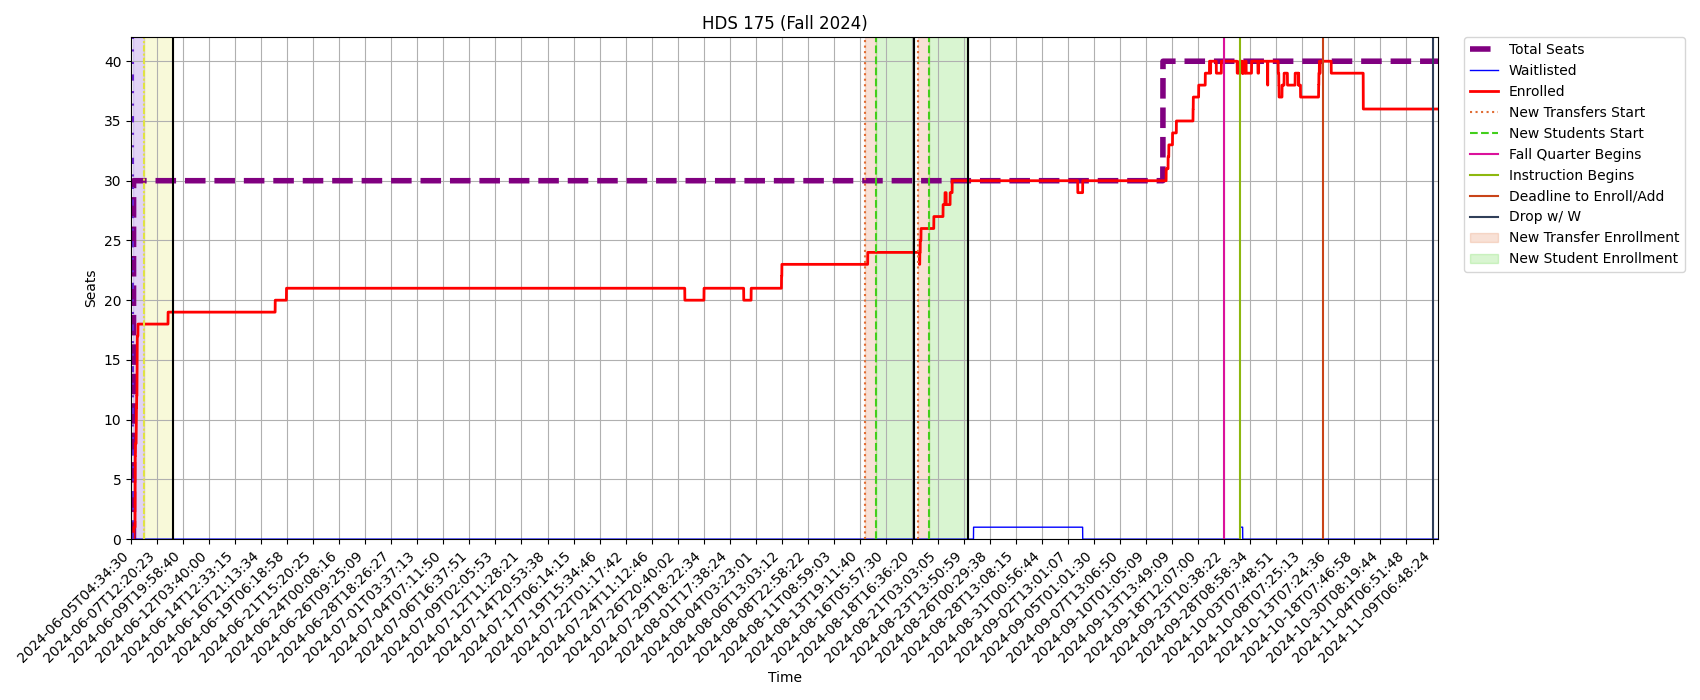 HDS 175 (Fall 2024)
Seats
40
35
30
25
20
15
10
5
0
2024-06-05T04:34:30
2024-06-07T12:20:23
2024-06-09T19:58:40
2024-06-12T03:40:00
2024-06-14T12:33:15
2024-06-16T21:13:34
2024-06-19T06:18:58
2024-06-21T15:20:25
2024-06-24T00:08:16
2024-06-26T09:25:09
2024-06-28T18:26:27
2024-07-01T03:37:13
2024-07-04T07:11:50
2024-07-06T16:37:51
2024-07-09T02:05:53
2024-07-12T11:28:21
2024-07-14T20:53:38
2024-07-17T06:14:15
2024-07-19T15:34:46
2024-07-22T01:17:42
2024-07-24T11:12:46
2024-07-26T20:40:02
2024-07-29T18:22:34
2024-08-01T17:38:24
2024-08-04T03:23:01
2024-08-06T13:03:12
2024-08-08T22:58:22
2024-08-11T08:59:03
2024-08-13T19:11:40
2024-08-16T05:57:30
2024-08-18T16:36:20
2024-08-21T03:03:05
2024-08-23T13:50:59
2024-08-26T00:29:38
2024-08-28T13:08:15
2024-08-31T00:56:44
2024-09-02T13:01:07
2024-09-05T01:01:30
2024-09-07T13:06:50
2024-09-10T01:05:09
2024-09-13T13:49:09
2024-09-18T12:07:00
2024-09-23T10:38:22
2024-09-28T08:58:34
2024-10-03T07:48:51
2024-10-08T07:25:13
2024-10-13T07:24:36
2024-10-18T07:46:58
2024-10-30T08:19:44
2024-11-04T06:51:48
2024-11-09T06:48:24
Time
Total Seats
Waitlisted
Enrolled
New Transfers Start
New Students Start
Fall Quarter Begins
Instruction Begins
Deadline to Enroll/Add
Drop w/ W
New Transfer Enrollment
New Student Enrollment